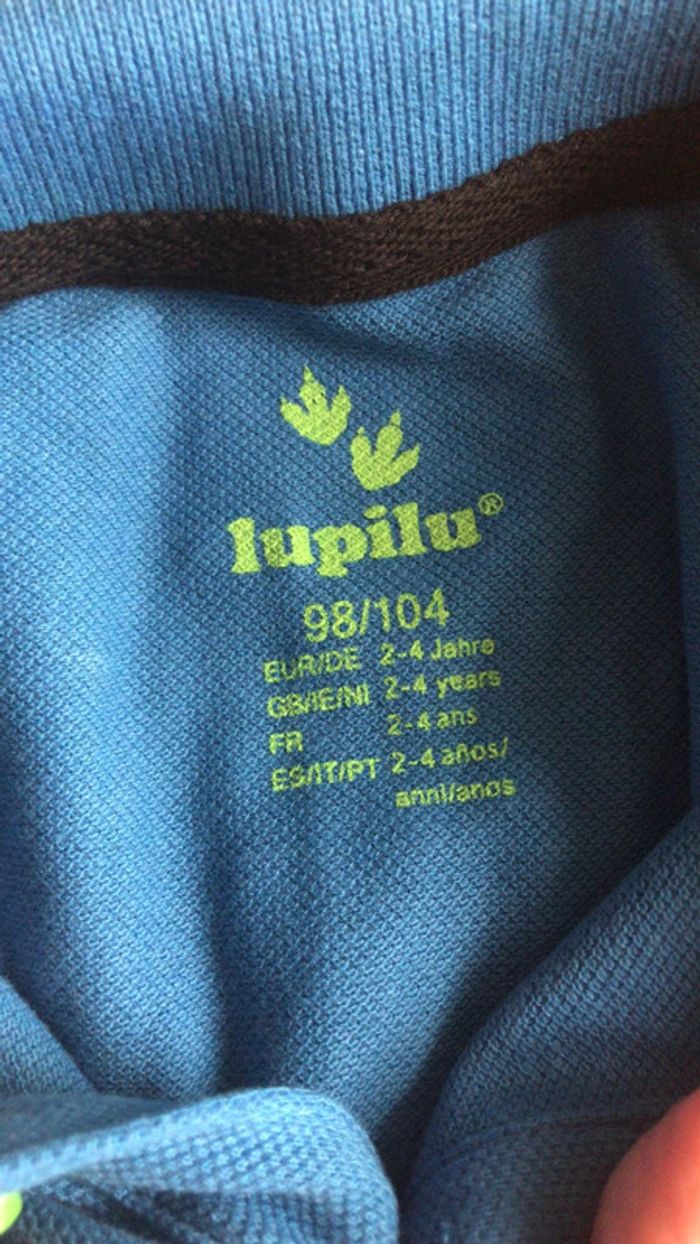 lupilu®
98/104
EUR/DE 2-4 Jahre
GB/IE/NI 2-4 years
FR 2-4 ans
ES/IT/PT 2-4 años/
anni/anos